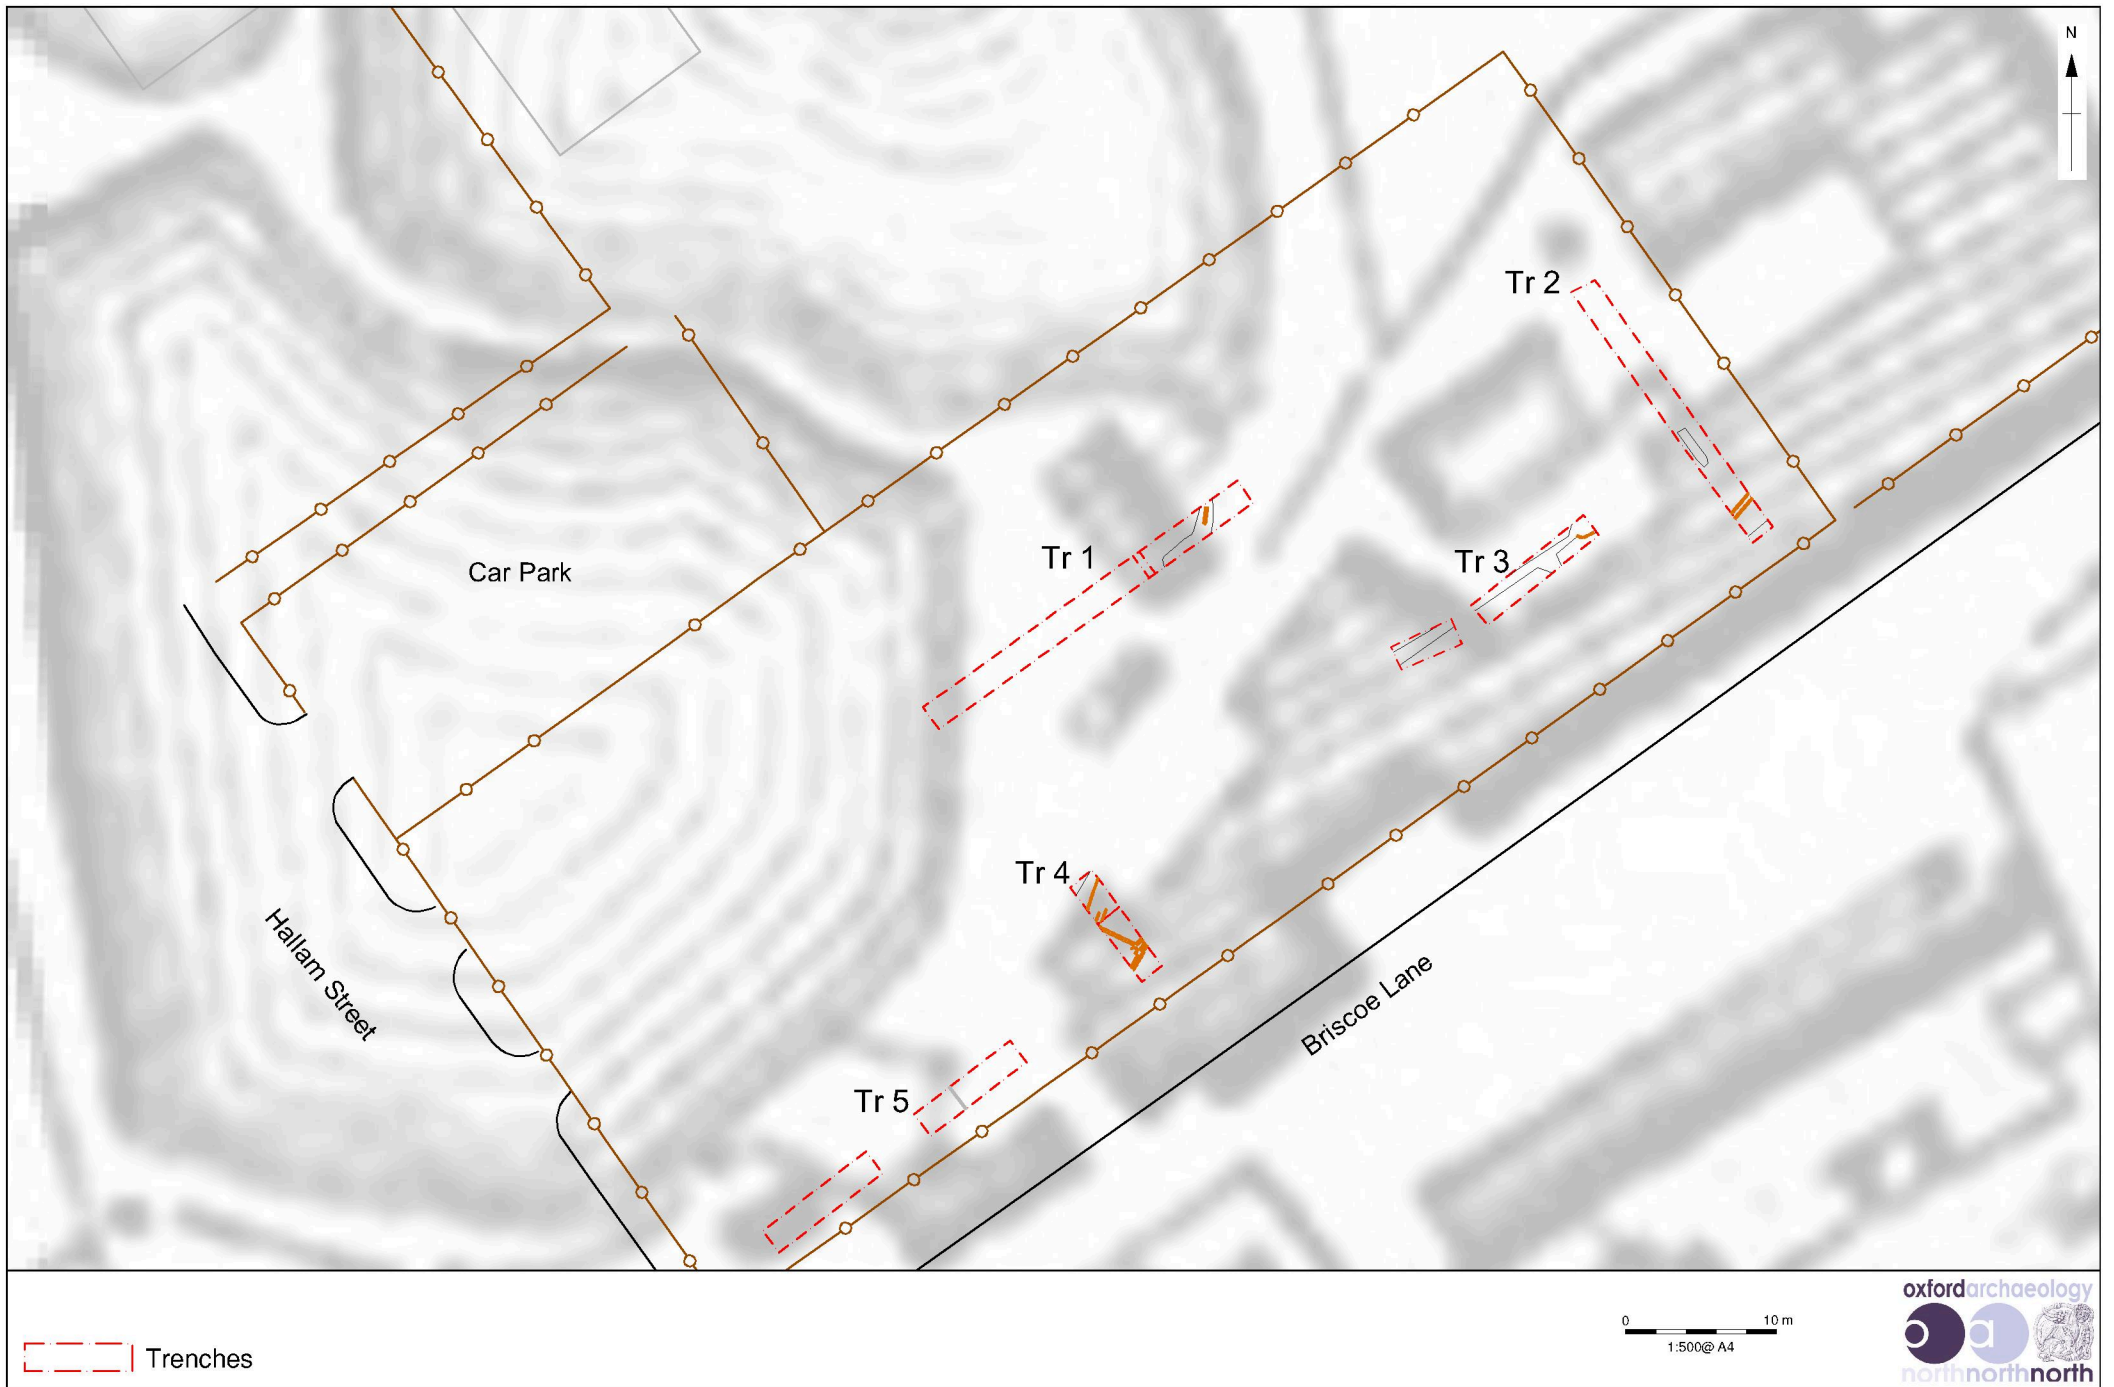 N
Tr 2
Tr 1
Tr 3
Car Park
Tr 4
Hallam Street
Briscoe Lane
Tr 5
Trenches
0 10 m
1:500@ A4
oxfordarchaeology
oa
northnorthnorth